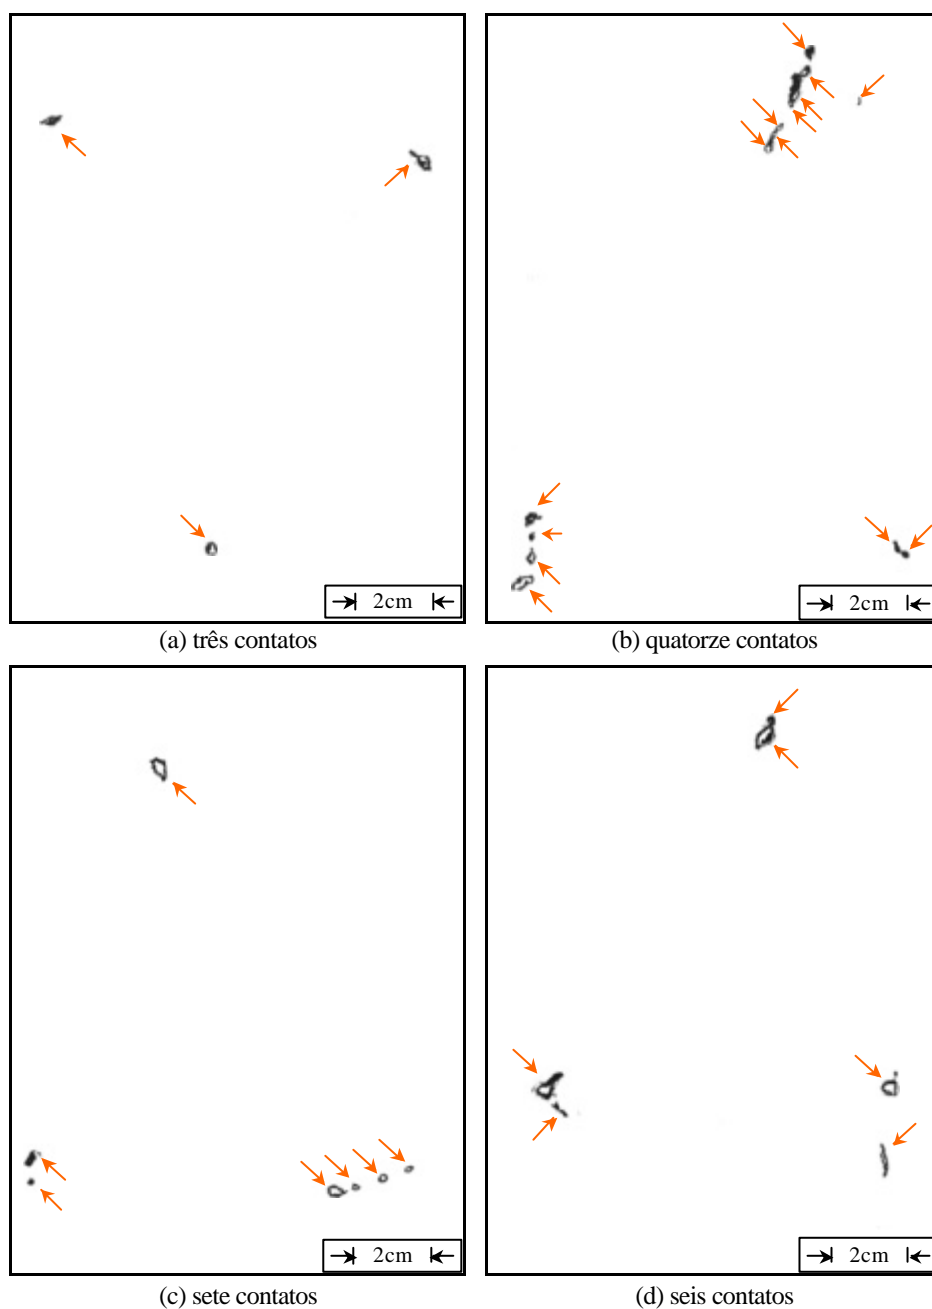 2cm
2cm
(a) três contatos
(b) quatorze contatos
2cm
2cm
(c) sete contatos
(d) seis contatos